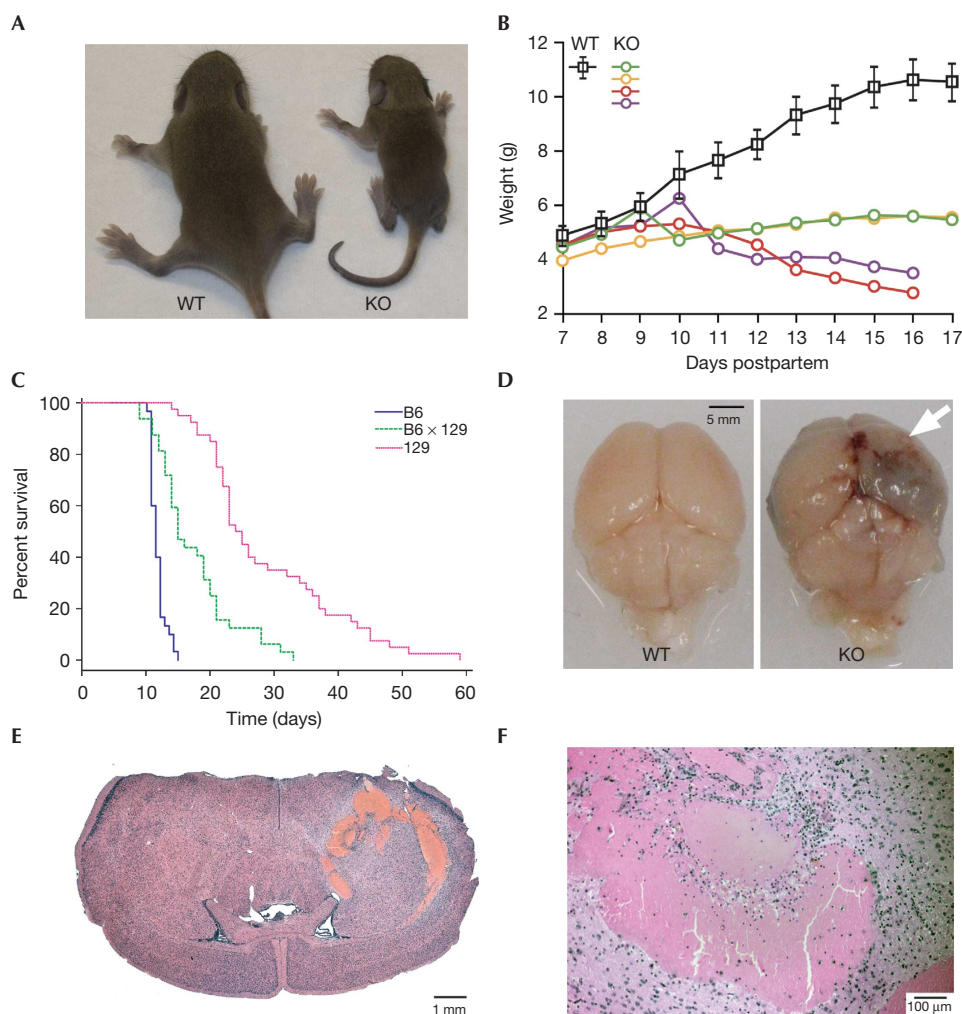 A
WT
KO
B
WT KO
12
10
8
6
4
2
Weight (g)
7 8 9 10 11 12 13 14 15 16 17
Days postpartem
C
100
80
60
40
20
0
Percent survival
B6
B6 × 129
129
0 10 20 30 40 50 60
Time (days)
D
5 mm
WT
KO
E
1 mm
F
100 μm